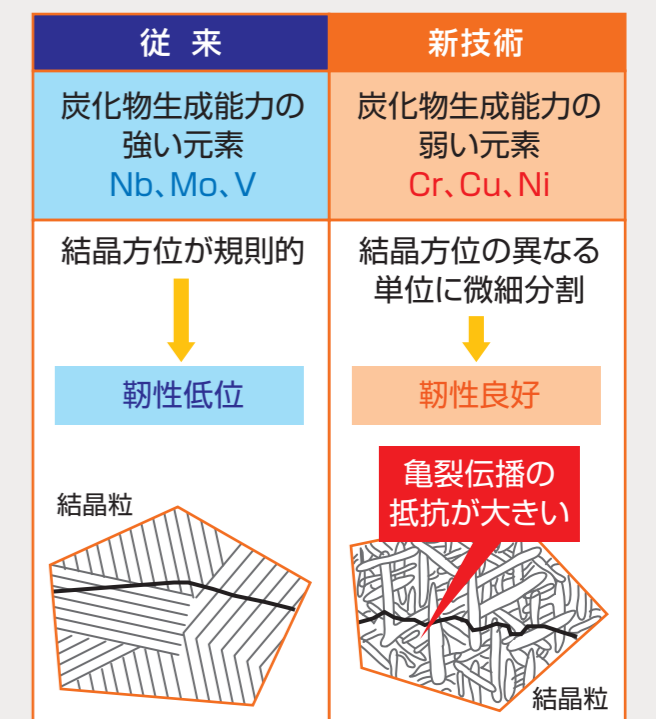 従 来
新技術
炭化物生成能力の
強い元素
Nb、Mo、V
炭化物生成能力の
弱い元素
Cr、Cu、Ni
結晶方位が規則的
結晶方位の異なる
単位に微細分割
靭性低位
靭性良好
亀裂伝播の
抵抗が大きい
結晶粒
結晶粒